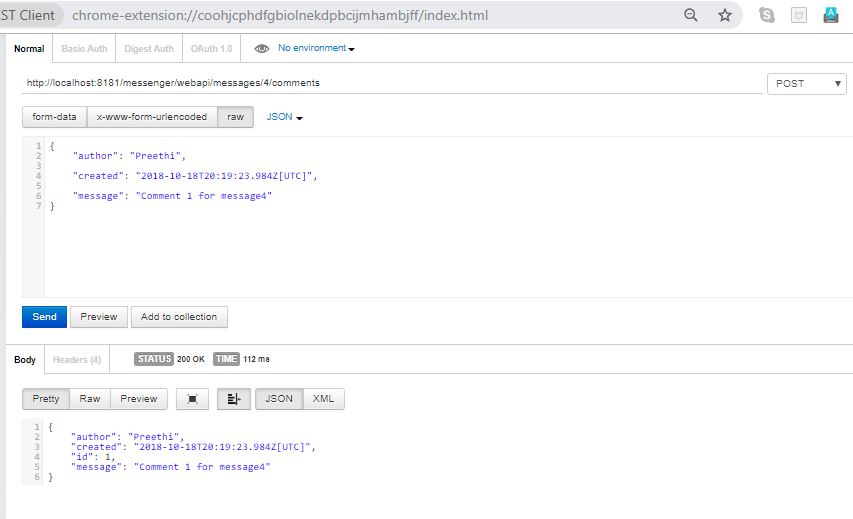 ST Client chrome-extension://coohjcphdfgbiolnekdpbcijmhambjff/index.html
Normal Basic Auth Digest Auth OAuth 1.0 No environment
http://localhost:8181/messenger/webapi/messages/4/comments POST
form-data x-www-form-urlencoded raw JSON
1 {
2 "author": "Preethi",
3
4 "created": "2018-10-18T20:19:23.984Z[UTC]",
5
6 "message": "Comment 1 for message4"
7 }
Send Preview Add to collection
Body Headers (4) STATUS 200 OK TIME 112 ms
Pretty Raw Preview JSON XML
1 {
2 "author": "Preethi",
3 "created": "2018-10-18T20:19:23.984Z[UTC]",
4 "id": 1,
5 "message": "Comment 1 for message4"
6 }